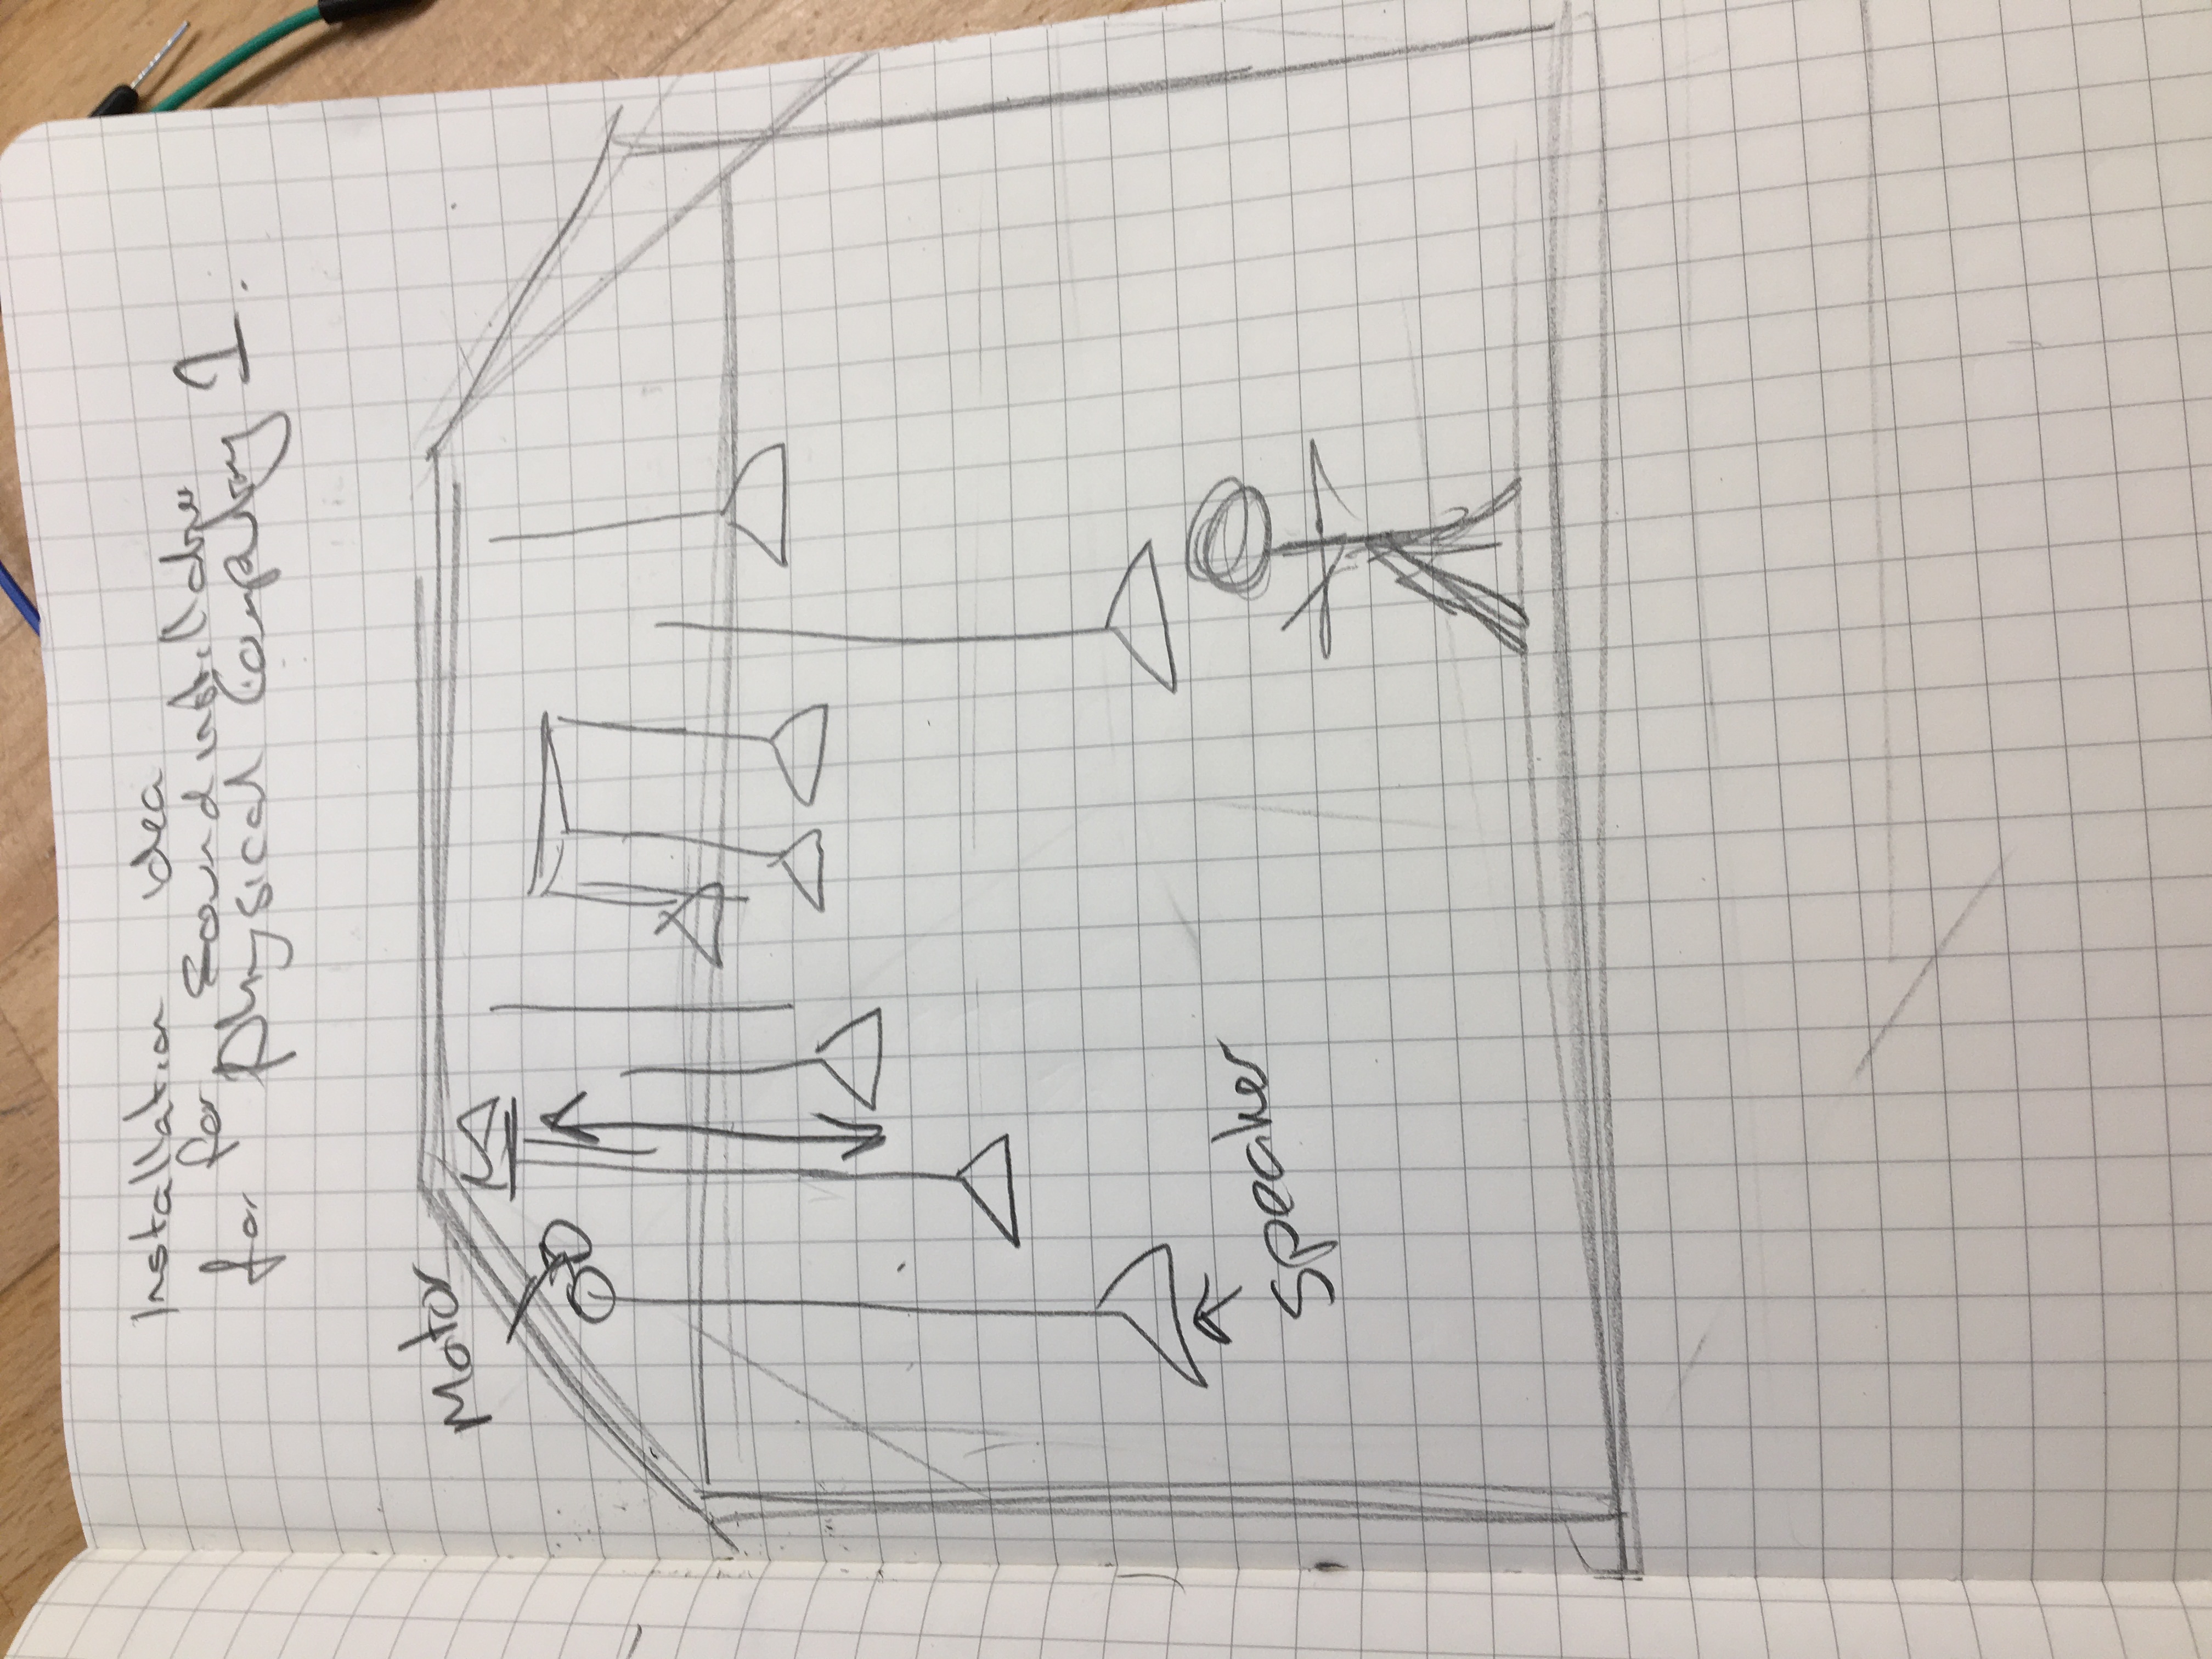 Installation idea
for Sound installation
for Physical Computing 1.
Motor
speaker